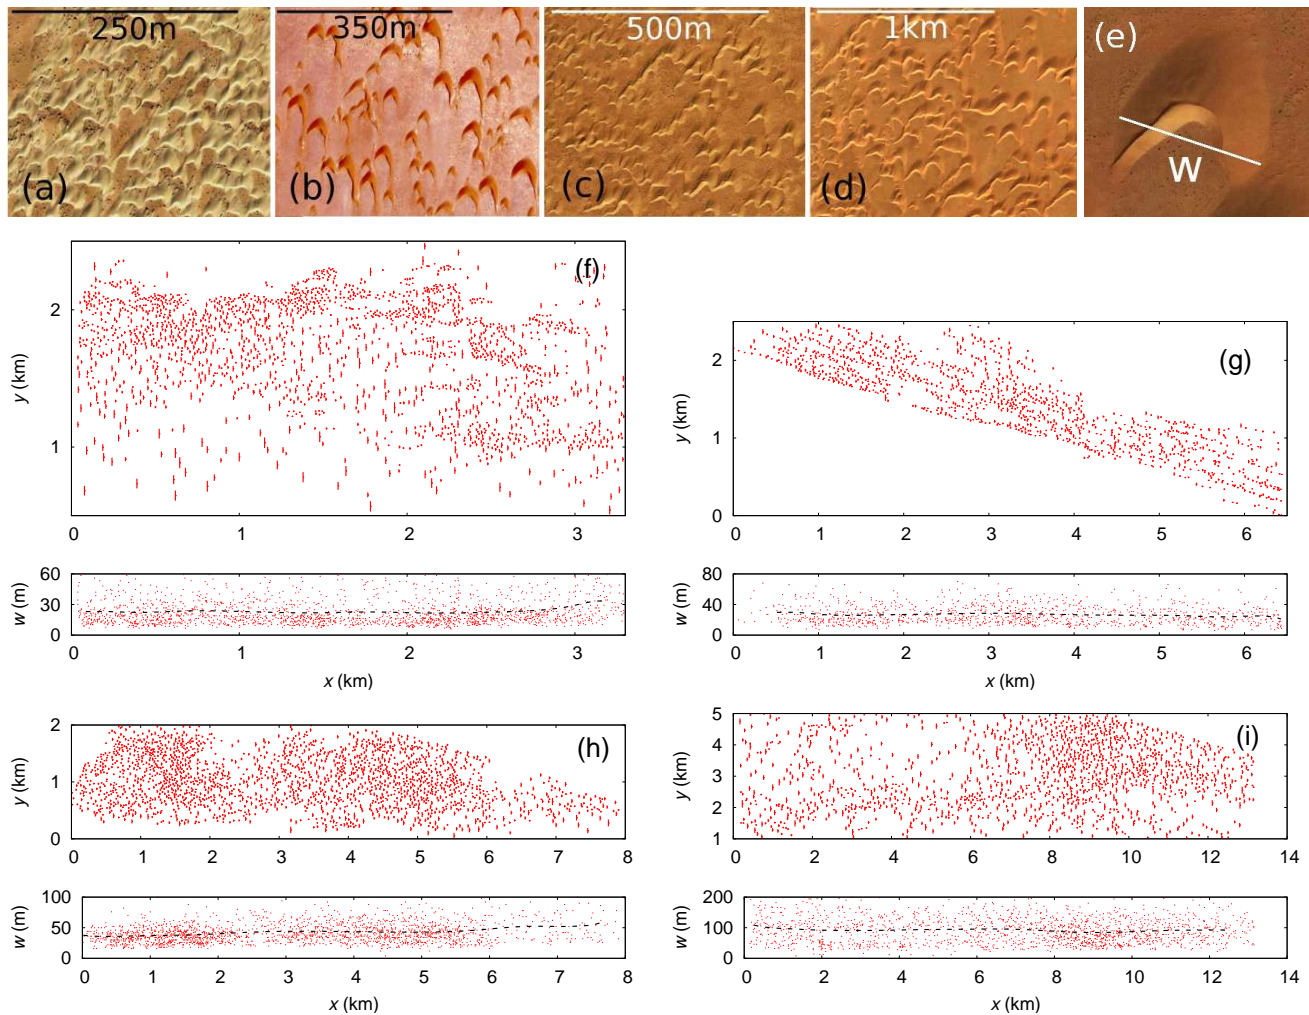 250m 350m 500m 1km (e)
W
(a) (b) (c) (d)
(f)
2
y (km)
1
1 2 3
(g)
2
y (km)
1
0
0 1 2 3 4 5 6
60
w (m)
30
0
0 1 2 3
x (km)
80
w (m)
40
0
0 1 2 3 4 5 6
x (km)
(h)
2
y (km)
1
0
0 1 2 3 4 5 6 7 8
(i)
5
4
y (km)
3
2
1
0 2 4 6 8 10 12 14
100
w (m)
50
0
0 1 2 3 4 5 6 7 8
x (km)
200
w (m)
100
0
0 2 4 6 8 10 12 14
x (km)